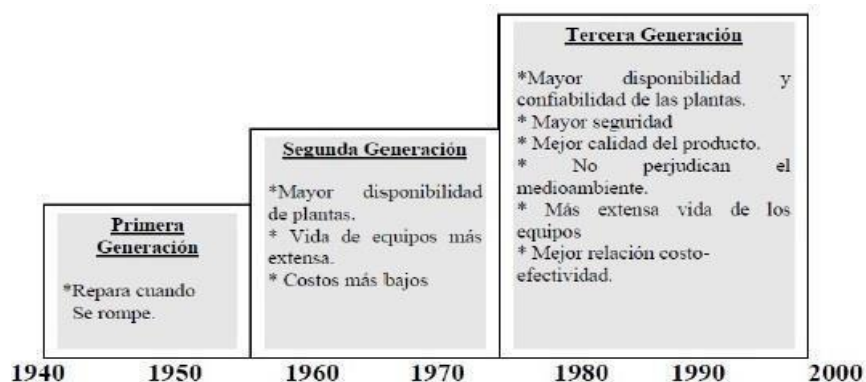 Primera
Generación
*Repara cuando
Se rompe.
Segunda Generación
*Mayor disponibilidad
de plantas.
* Vida de equipos más
extensa.
* Costos más bajos
Tercera Generación
*Mayor disponibilidad y
confiabilidad de las plantas.
* Mayor seguridad
* Mejor calidad del producto.
* No perjudican el
medioambiente.
* Más extensa vida de los
equipos
* Mejor relación costo-
efectividad.
1940 1950 1960 1970 1980 1990 2000